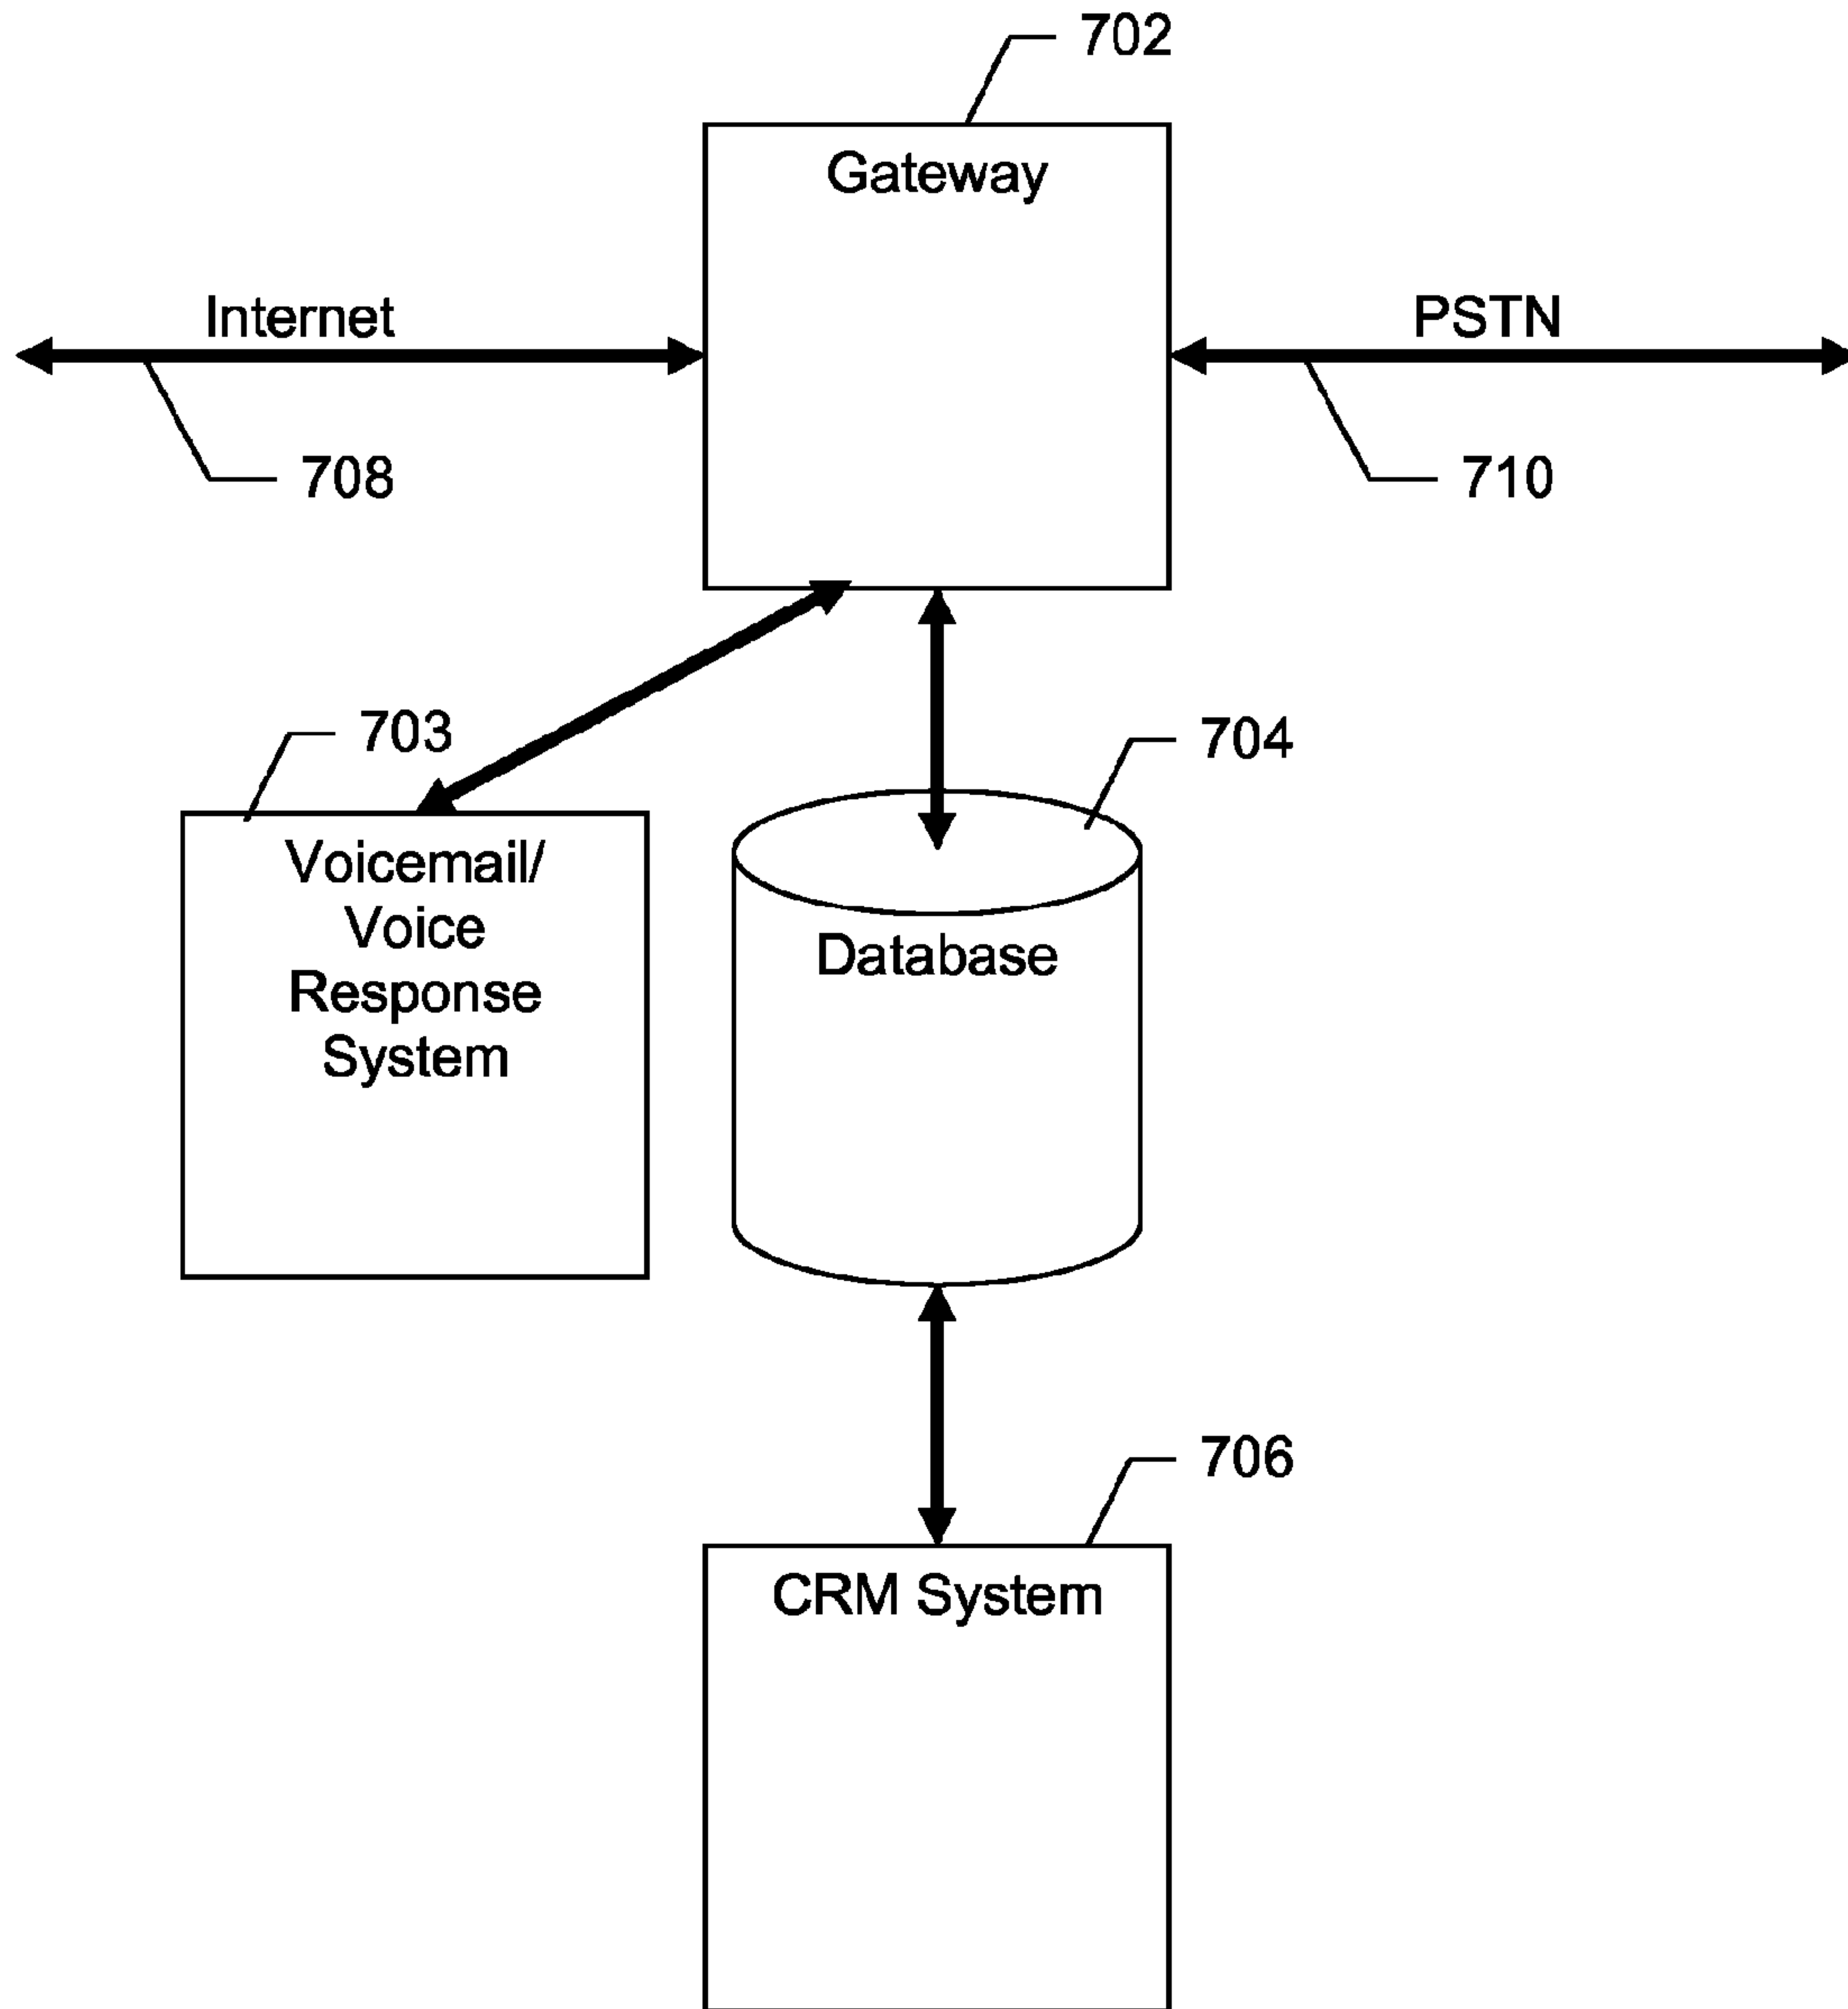 702
Gateway
Internet
PSTN
708
710
703
704
Voicemail/
Voice
Response
System
Database
706
CRM System